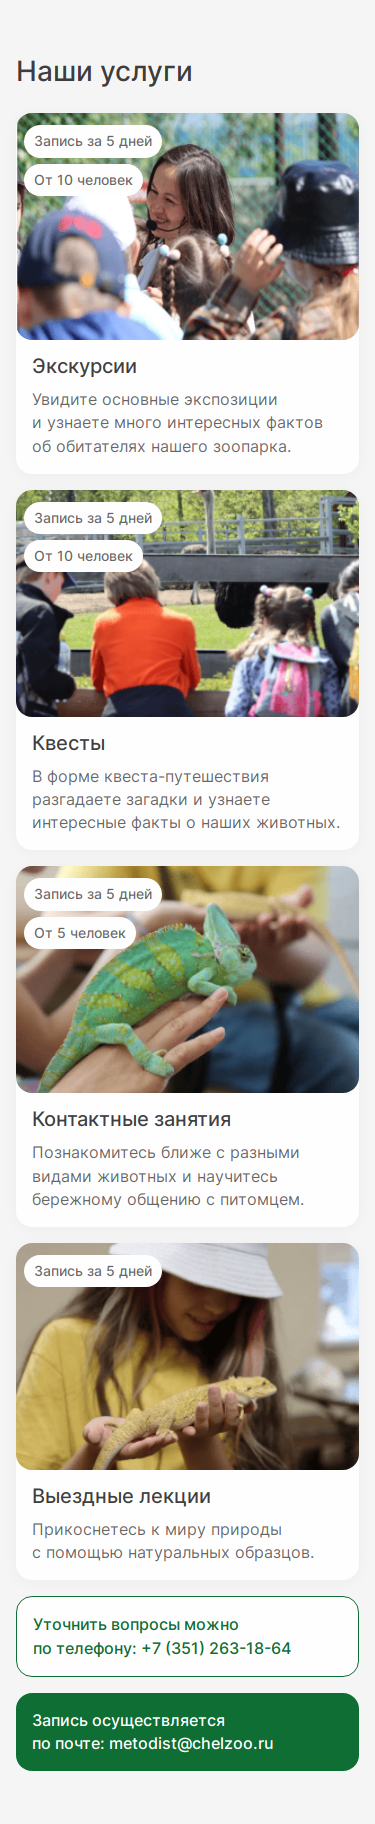 Наши услуги
Запись за 5 дней
От 10 человек
Экскурсии
Увидите основные экспозиции
и узнаете много интересных фактов
об обитателях нашего зоопарка.
Запись за 5 дней
От 10 человек
Квесты
В форме квеста-путешествия
разгадаете загадки и узнаете
интересные факты о наших животных.
Запись за 5 дней
От 5 человек
Контактные занятия
Познакомитесь ближе с разными
видами животных и научитесь
бережному общению с питомцем.
Запись за 5 дней
Выездные лекции
Прикоснетесь к миру природы
с помощью натуральных образцов.
Уточнить вопросы можно
по телефону: +7 (351) 263-18-64
Запись осуществляется
по почте: metodist@chelzoo.ru